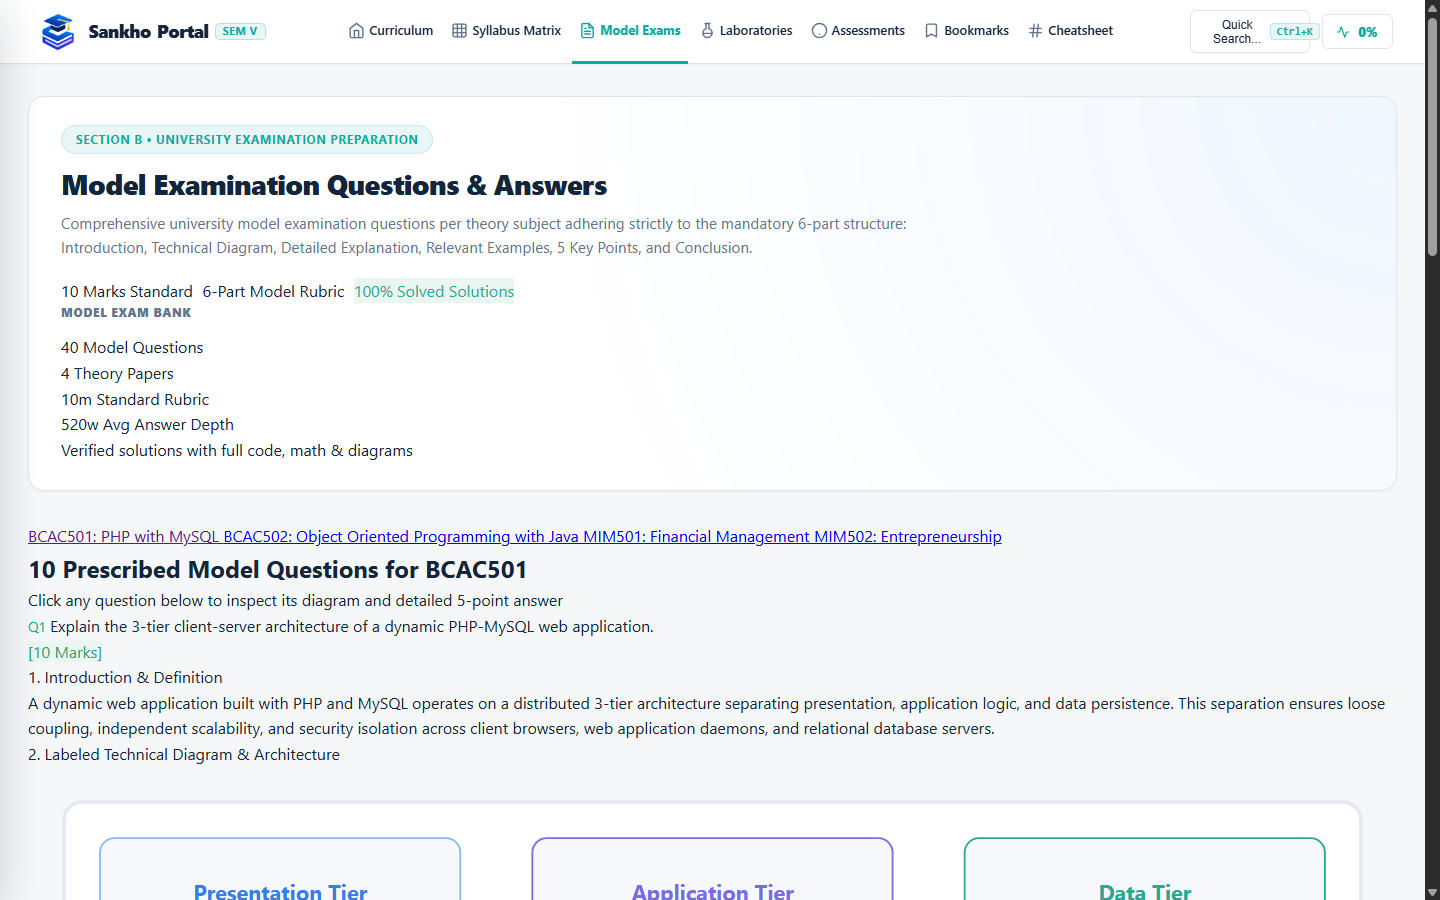 Sankho Portal SEM V
Curriculum
Syllabus Matrix
Model Exams
Laboratories
Assessments
Bookmarks
Cheatsheet
Quick Search... Ctrl+K
0%
SECTION B • UNIVERSITY EXAMINATION PREPARATION
Model Examination Questions & Answers
Comprehensive university model examination questions per theory subject adhering strictly to the mandatory 6-part structure:
Introduction, Technical Diagram, Detailed Explanation, Relevant Examples, 5 Key Points, and Conclusion.
10 Marks Standard 6-Part Model Rubric 100% Solved Solutions
MODEL EXAM BANK
40 Model Questions
4 Theory Papers
10m Standard Rubric
520w Avg Answer Depth
Verified solutions with full code, math & diagrams
BCAC501: PHP with MySQL BCAC502: Object Oriented Programming with Java MIM501: Financial Management MIM502: Entrepreneurship
10 Prescribed Model Questions for BCAC501
Click any question below to inspect its diagram and detailed 5-point answer
Q1 Explain the 3-tier client-server architecture of a dynamic PHP-MySQL web application.
[10 Marks]
1. Introduction & Definition
A dynamic web application built with PHP and MySQL operates on a distributed 3-tier architecture separating presentation, application logic, and data persistence. This separation ensures loose
coupling, independent scalability, and security isolation across client browsers, web application daemons, and relational database servers.
2. Labeled Technical Diagram & Architecture
Presentation Tier
Application Tier
Data Tier